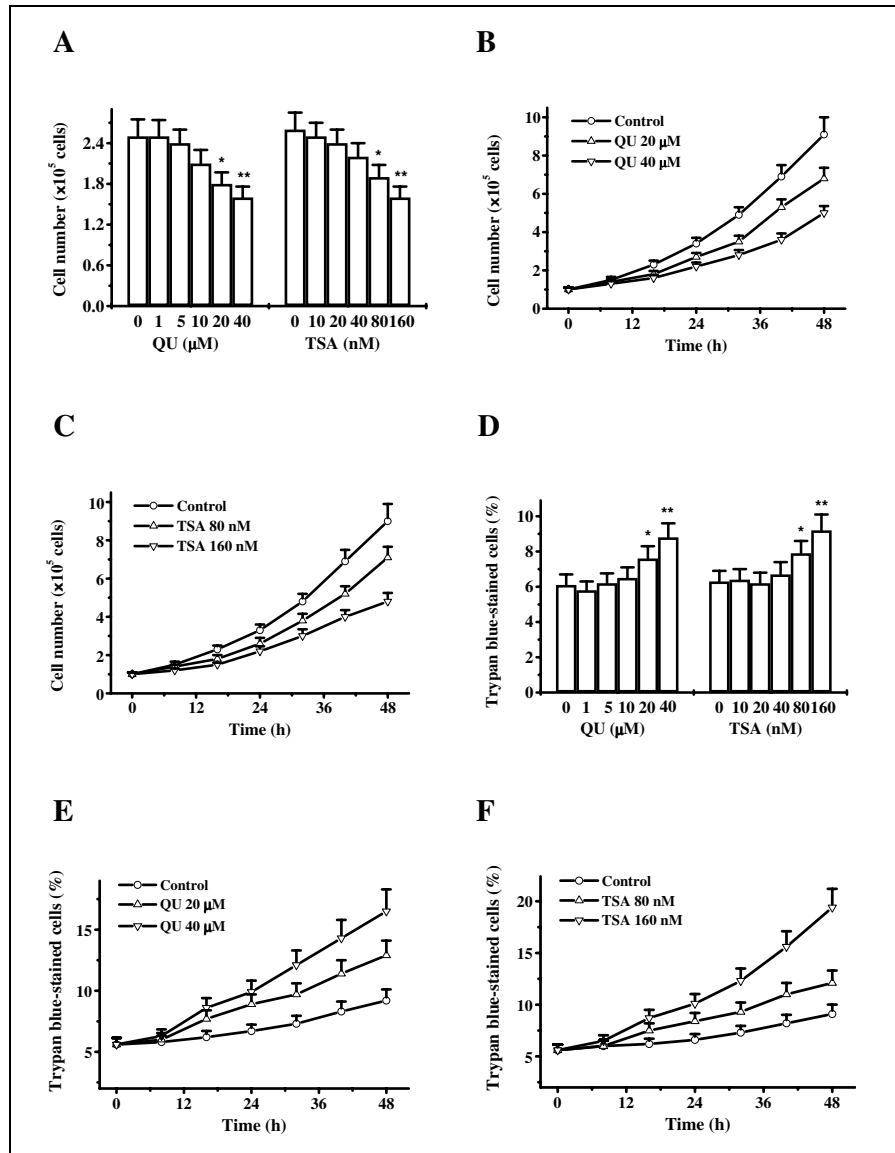 A
Cell number (x10⁵ cells)
2.4
1.8
1.2
0.6
0.0
* ** * **
0 1 5 10 20 40 0 10 20 40 80 160
QU (μM) TSA (nM)
B
Cell number (x10⁵ cells)
10
8
6
4
2
0
Control
QU 20 μM
QU 40 μM
0 12 24 36 48
Time (h)
C
Cell number (x10⁵ cells)
10
8
6
4
2
0
Control
TSA 80 nM
TSA 160 nM
0 12 24 36 48
Time (h)
D
Trypan blue-stained cells (%)
10
8
6
4
2
0
* ** * **
0 1 5 10 20 40 0 10 20 40 80 160
QU (μM) TSA (nM)
E
Trypan blue-stained cells (%)
15
10
5
Control
QU 20 μM
QU 40 μM
0 12 24 36 48
Time (h)
F
Trypan blue-stained cells (%)
20
15
10
5
Control
TSA 80 nM
TSA 160 nM
0 12 24 36 48
Time (h)